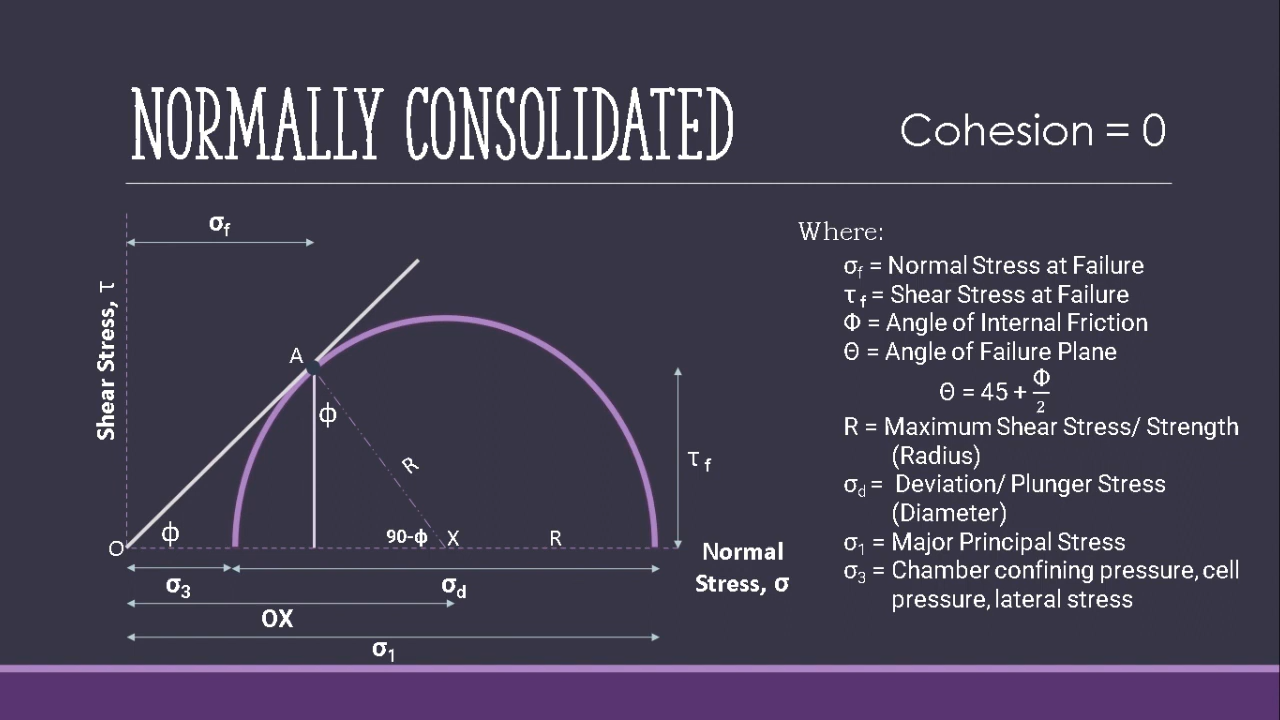 NORMALLY CONSOLIDATED
Cohesion = 0
σf
Shear Stress, τ
A
ϕ
R
τ f
O
ϕ
90-ϕ
X
R
Normal
Stress, σ
σ3
σd
OX
σ1
Where:
σf = Normal Stress at Failure
τ f = Shear Stress at Failure
Φ = Angle of Internal Friction
Θ = Angle of Failure Plane
Θ = 45 + Φ/2
R = Maximum Shear Stress/ Strength
(Radius)
σd = Deviation/ Plunger Stress
(Diameter)
σ1 = Major Principal Stress
σ3 = Chamber confining pressure, cell
pressure, lateral stress